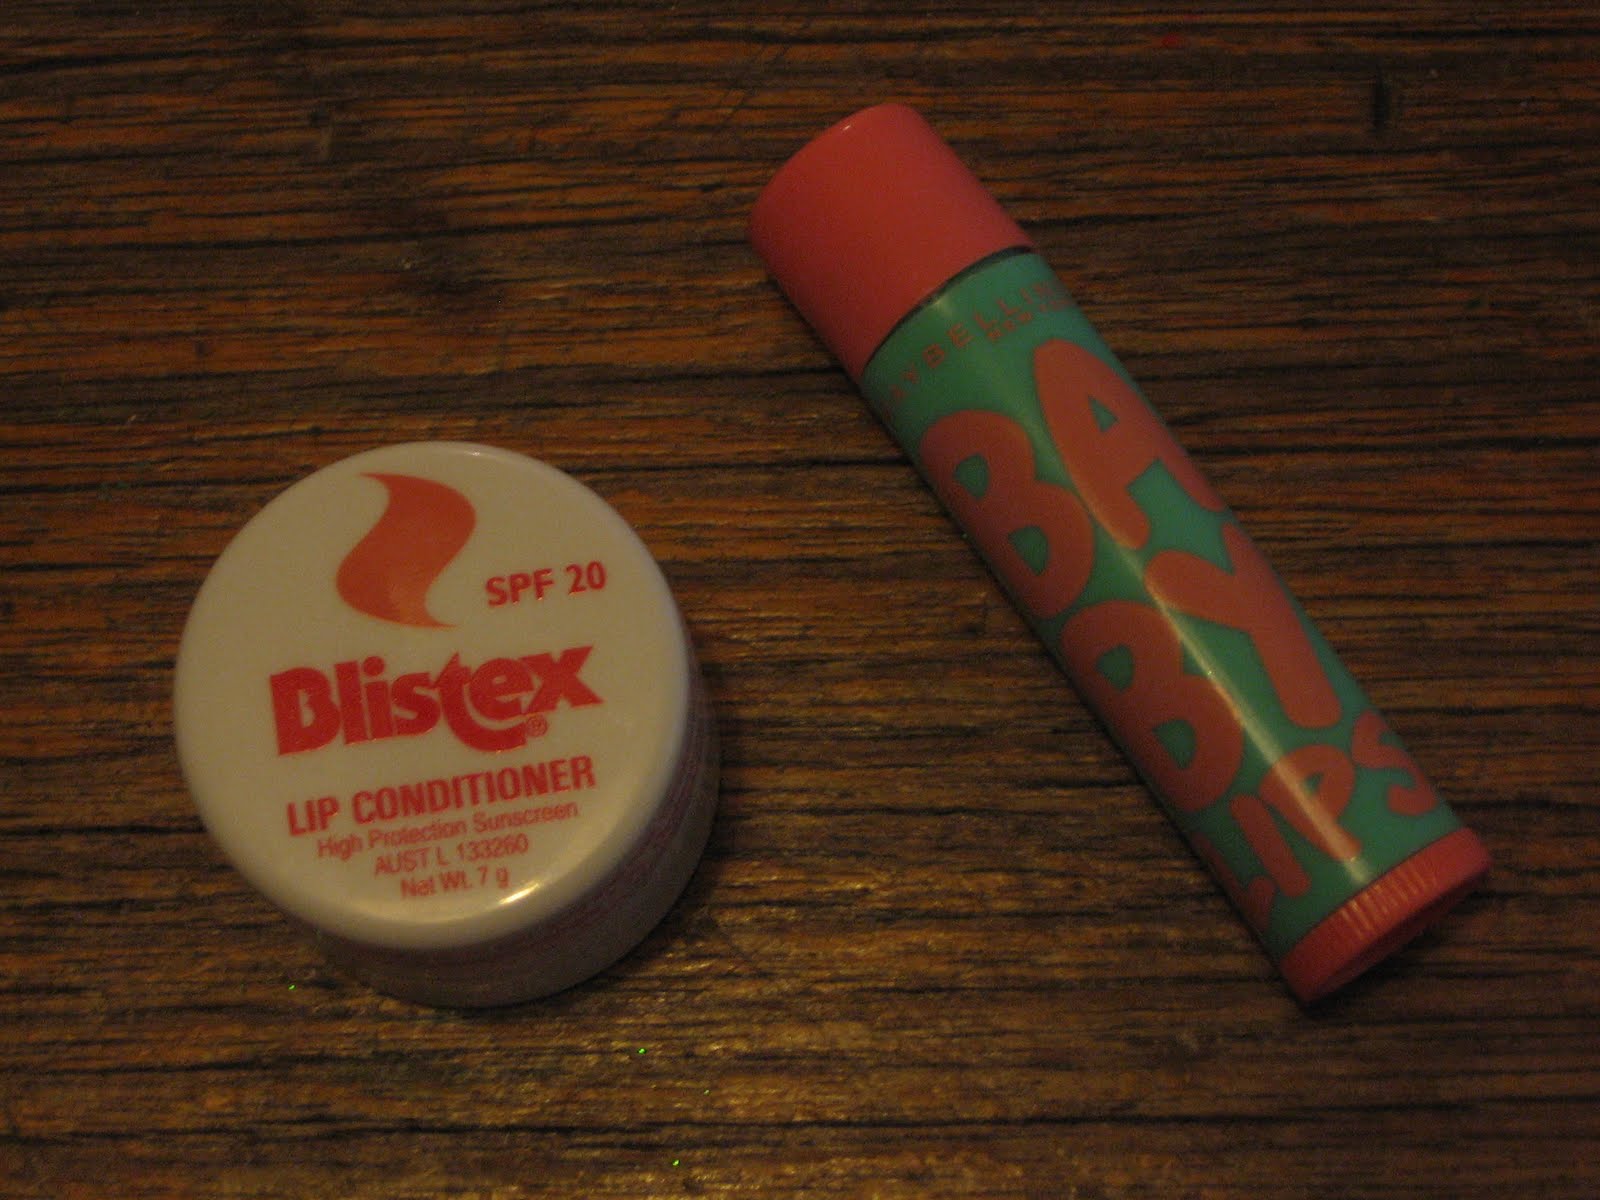 SPF 20
Blistex®
LIP CONDITIONER
High Protection Sunscreen
AUST L 133260
Net Wt. 7 g
MAYBELLINE
BABY
LIPS